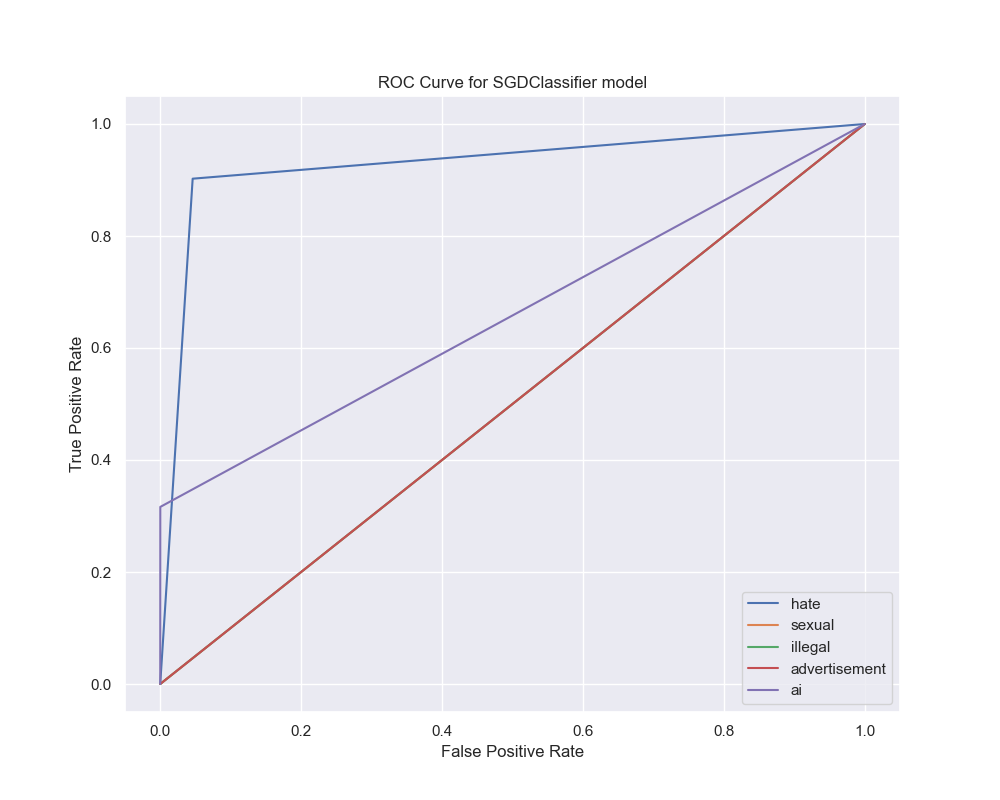 ROC Curve for SGDClassifier model
1.0
0.8
0.6
0.4
0.2
0.0
True Positive Rate
0.0 0.2 0.4 0.6 0.8 1.0
False Positive Rate
hate
sexual
illegal
advertisement
ai